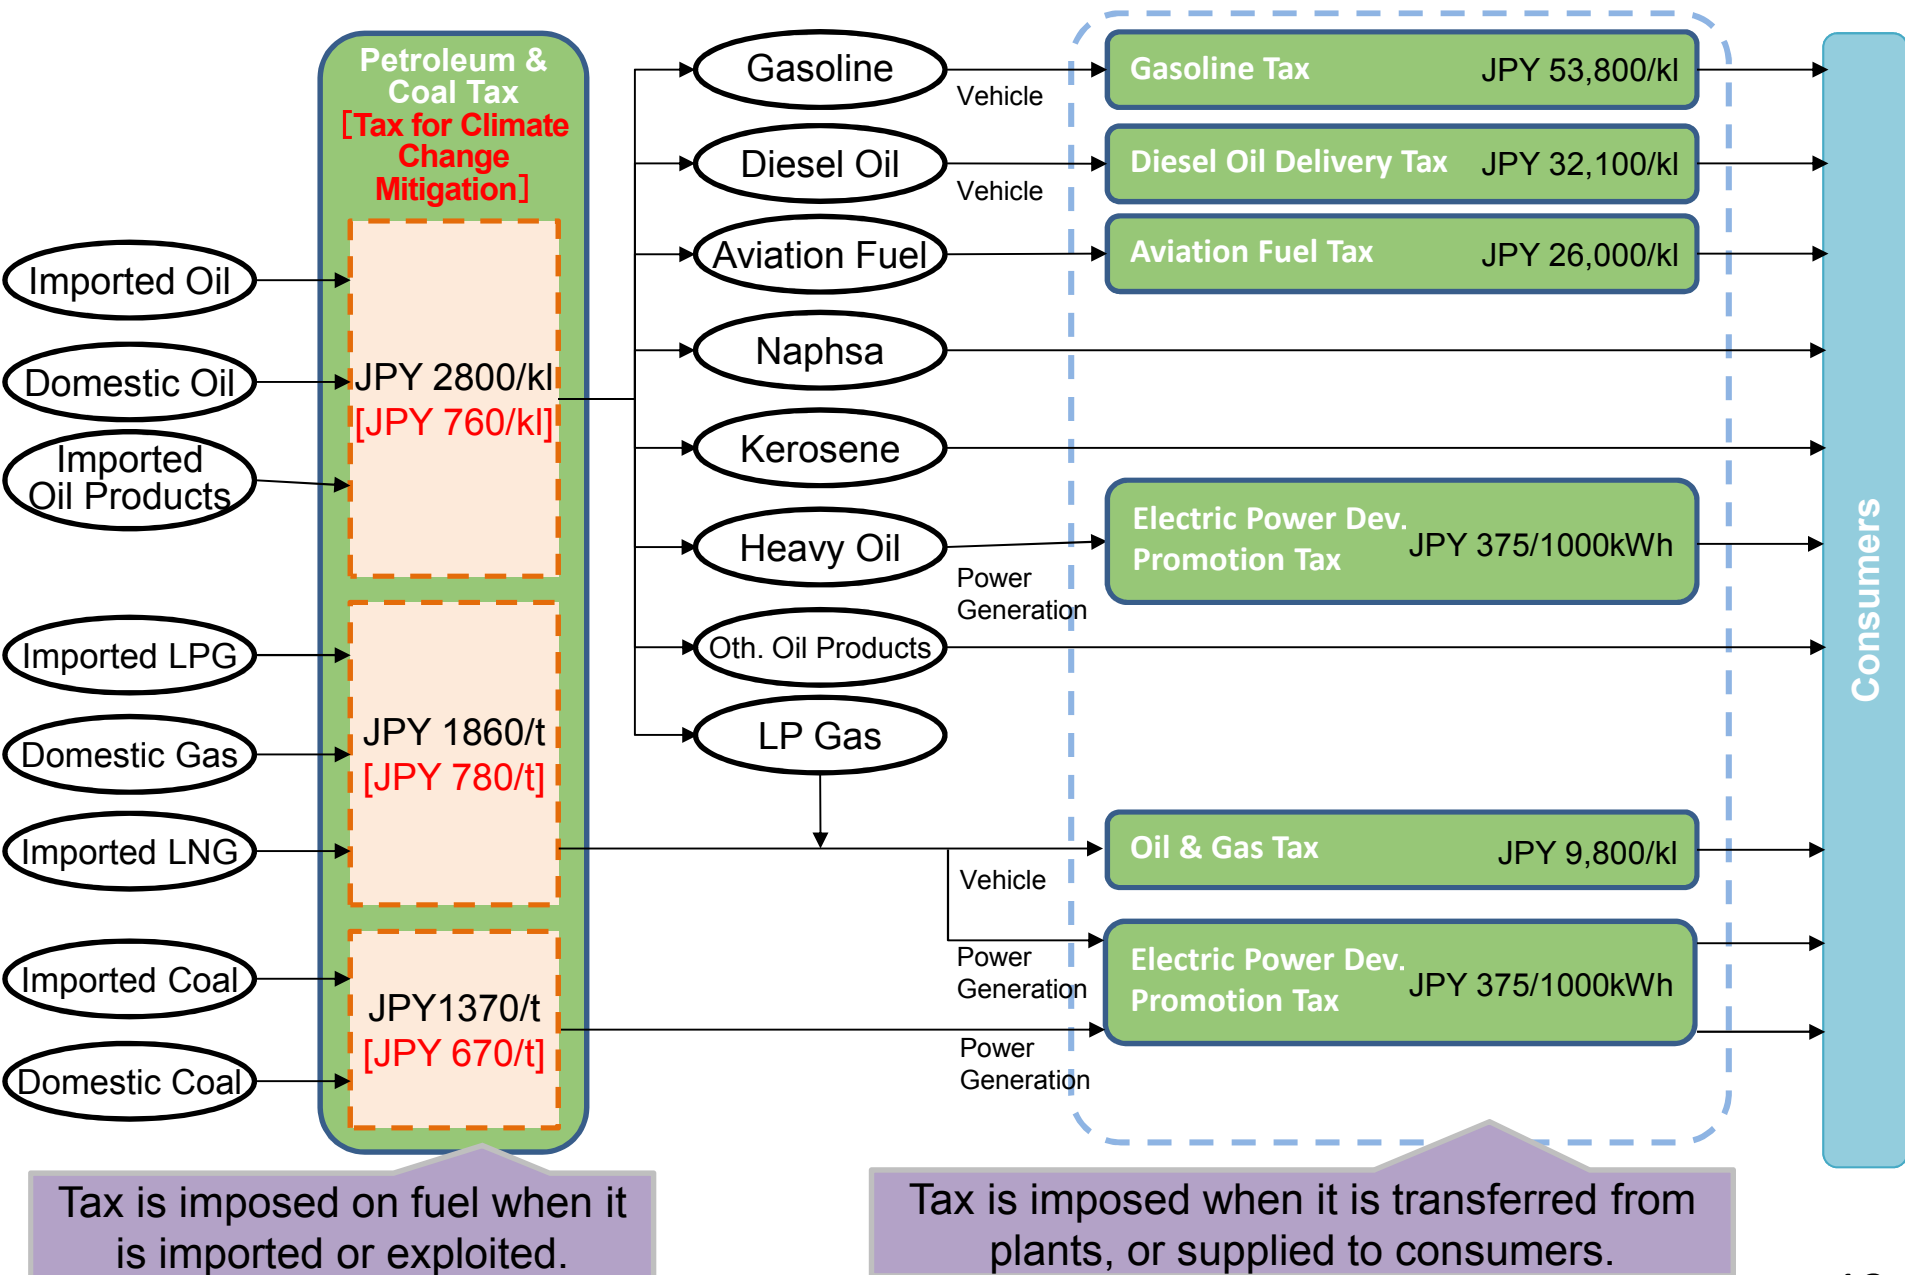 Petroleum &
Coal Tax
[Tax for Climate
Change
Mitigation]
Imported Oil
Domestic Oil
Imported
Oil Products
Imported LPG
Domestic Gas
Imported LNG
Imported Coal
Domestic Coal
JPY 2800/kl
[JPY 760/kl]
JPY 1860/t
[JPY 780/t]
JPY1370/t
[JPY 670/t]
Gasoline
Vehicle
Diesel Oil
Vehicle
Aviation Fuel
Naphsa
Kerosene
Heavy Oil
Power
Generation
Oth. Oil Products
LP Gas
Vehicle
Power
Generation
Power
Generation
Gasoline Tax JPY 53,800/kl
Diesel Oil Delivery Tax JPY 32,100/kl
Aviation Fuel Tax JPY 26,000/kl
Electric Power Dev.
Promotion Tax JPY 375/1000kWh
Oil & Gas Tax JPY 9,800/kl
Electric Power Dev.
Promotion Tax JPY 375/1000kWh
Consumers
Tax is imposed on fuel when it
is imported or exploited.
Tax is imposed when it is transferred from
plants, or supplied to consumers.